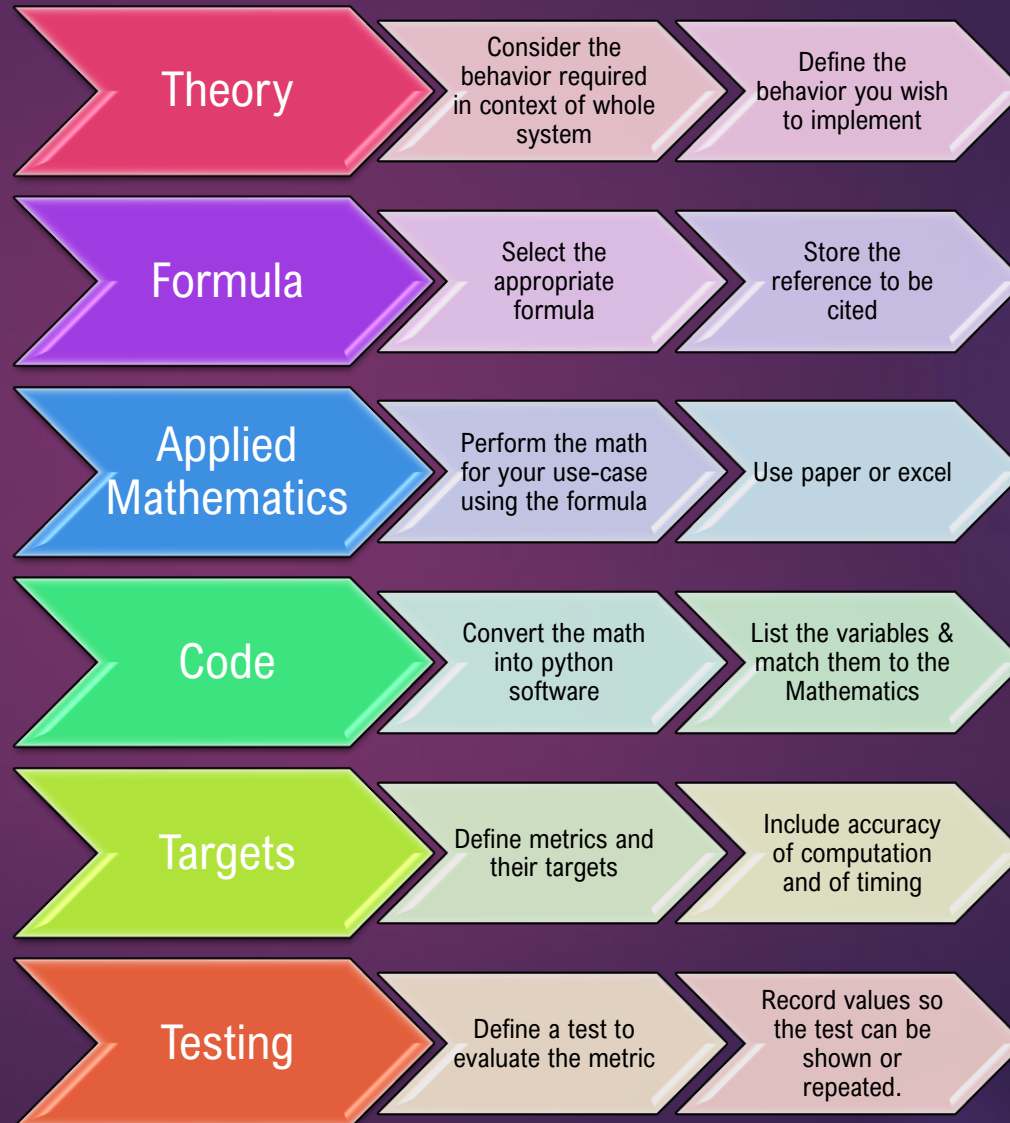 Theory
Consider the
behavior required
in context of whole
system
Define the
behavior you wish
to implement
Formula
Select the
appropriate
formula
Store the
reference to be
cited
Applied
Mathematics
Perform the math
for your use-case
using the formula
Use paper or excel
Code
Convert the math
into python
software
List the variables &
match them to the
Mathematics
Targets
Define metrics and
their targets
Include accuracy
of computation
and of timing
Testing
Define a test to
evaluate the metric
Record values so
the test can be
shown or
repeated.